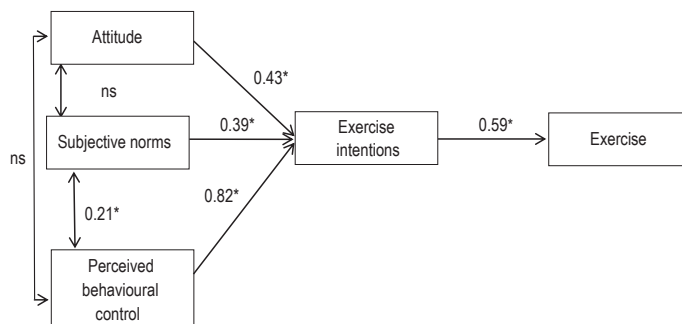 Attitude
ns
0.43*
Subjective norms
0.39*
Exercise
intentions
0.59*
Exercise
ns
0.21*
0.82*
Perceived
behavioural
control